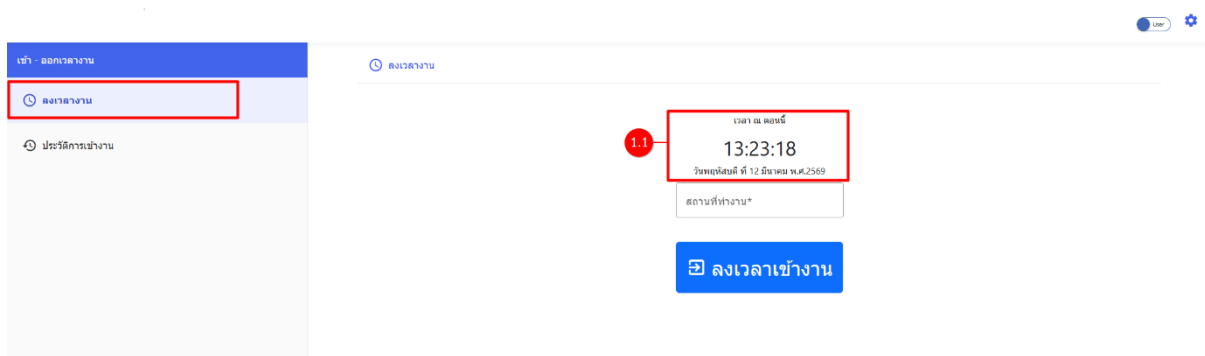 User
เข้า - ออกเวลางาน
ลงเวลางาน
ลงเวลางาน
ประวัติการเข้างาน
1.1
เวลา ณ ตอนนี้
13:23:18
วันพฤหัสบดี ที่ 12 มีนาคม พ.ศ.2569
สถานที่ทำงาน*
ลงเวลาเข้างาน